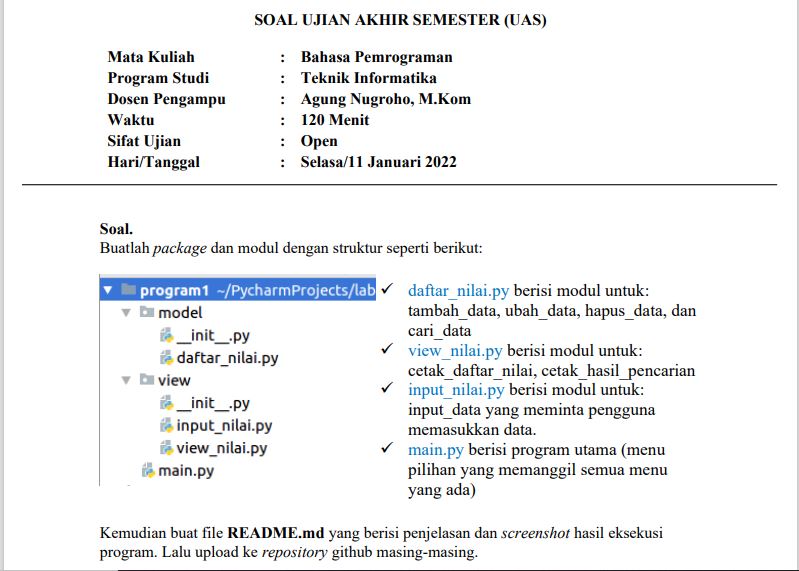 SOAL UJIAN AKHIR SEMESTER (UAS)
Mata Kuliah : Bahasa Pemrograman
Program Studi : Teknik Informatika
Dosen Pengampu : Agung Nugroho, M.Kom
Waktu : 120 Menit
Sifat Ujian : Open
Hari/Tanggal : Selasa/11 Januari 2022
Soal.
Buatlah package dan modul dengan struktur seperti berikut:
program1 ~/PycharmProjects/lab
model
__init__.py
daftar_nilai.py
view
__init__.py
input_nilai.py
view_nilai.py
main.py
✓ daftar_nilai.py berisi modul untuk:
tambah_data, ubah_data, hapus_data, dan
cari_data
✓ view_nilai.py berisi modul untuk:
cetak_daftar_nilai, cetak_hasil_pencarian
✓ input_nilai.py berisi modul untuk:
input_data yang meminta pengguna
memasukkan data.
✓ main.py berisi program utama (menu
pilihan yang memanggil semua menu
yang ada)
Kemudian buat file README.md yang berisi penjelasan dan screenshot hasil eksekusi
program. Lalu upload ke repository github masing-masing.